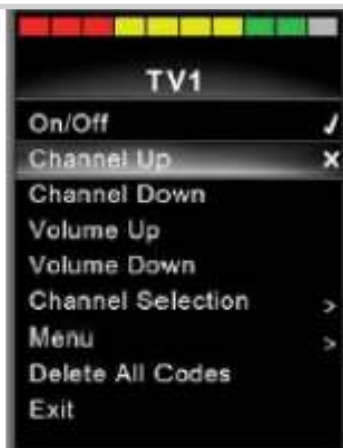 TV1
On/Off ✓
Channel Up ×
Channel Down
Volume Up
Volume Down
Channel Selection >
Menu >
Delete All Codes
Exit